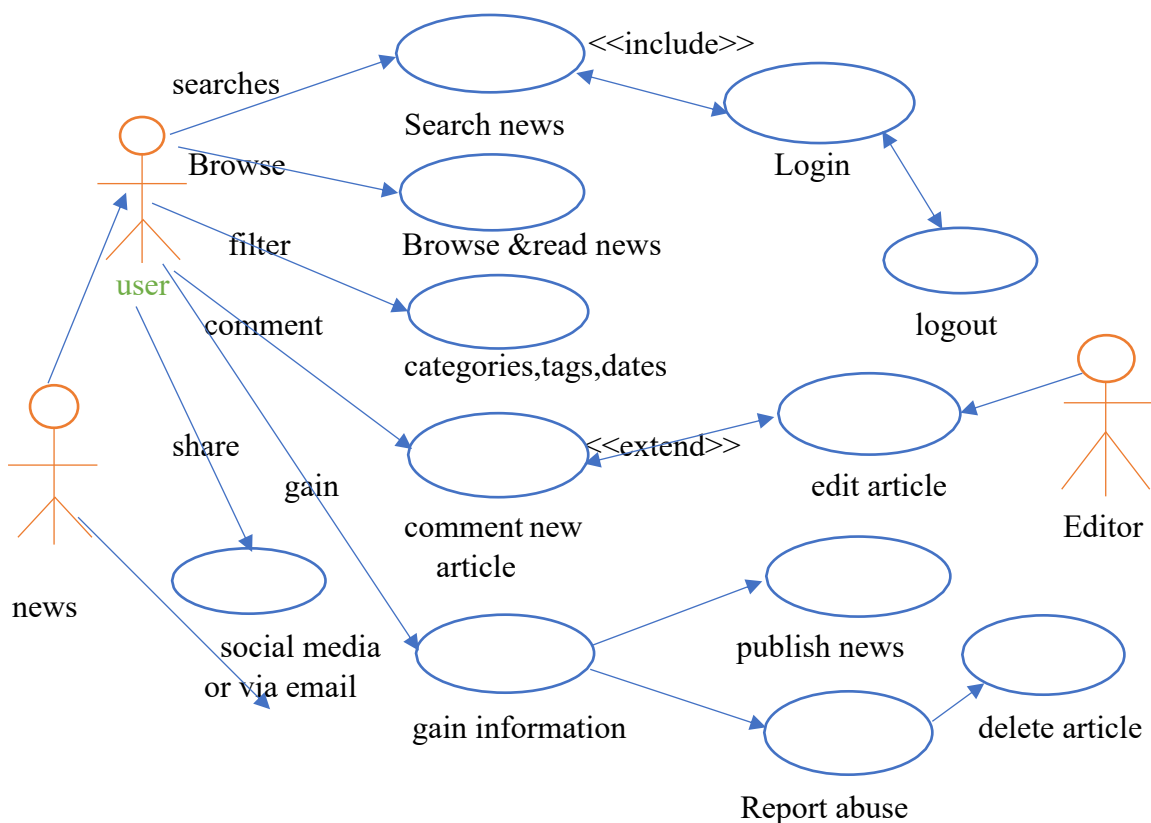 <<include>>
searches
Search news
Login
Browse
Browse &read news
filter
user
comment
logout
categories,tags,dates
share
<<extend>>
gain
edit article
comment new
article
Editor
news
social media
or via email
publish news
gain information
delete article
Report abuse